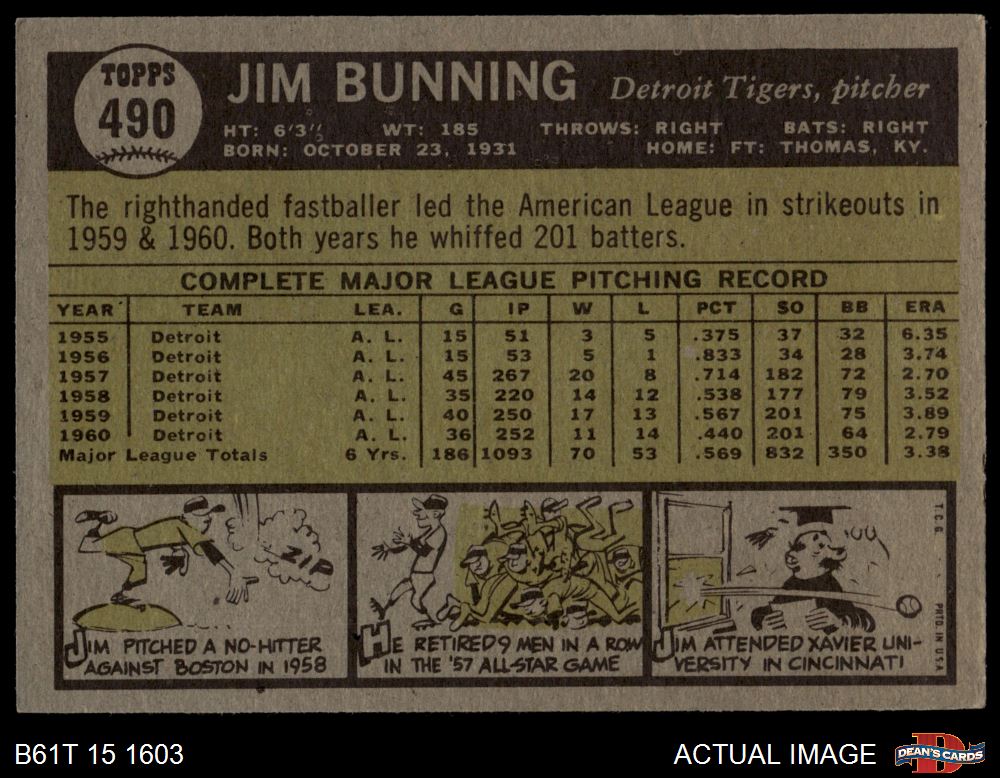 TOPPS
490
JIM BUNNING Detroit Tigers, pitcher
HT: 6'3" WT: 185 THROWS: RIGHT BATS: RIGHT
BORN: OCTOBER 23, 1931 HOME: FT: THOMAS, KY.
The righthanded fastballer led the American League in strikeouts in
1959 & 1960. Both years he whiffed 201 batters.
COMPLETE MAJOR LEAGUE PITCHING RECORD
YEAR TEAM LEA. G IP W L PCT SO BB ERA
1955 Detroit A. L. 15 51 3 5 .375 37 32 6.35
1956 Detroit A. L. 15 53 5 1 .833 34 28 3.74
1957 Detroit A. L. 45 267 20 8 .714 182 72 2.70
1958 Detroit A. L. 35 220 14 12 .538 177 79 3.52
1959 Detroit A. L. 40 250 17 13 .567 201 75 3.89
1960 Detroit A. L. 36 252 11 14 .440 201 64 2.79
Major League Totals 6 Yrs. 186 1093 70 53 .569 832 350 3.38
ZIP
JIM PITCHED A NO-HITTER
AGAINST BOSTON IN 1958
HE RETIRED 9 MEN IN A ROW
IN THE '57 ALL-STAR GAME
JIM ATTENDED XAVIER UNI-
VERSITY IN CINCINNATI
T.C.G. PRTD. IN U.S.A.
B61T 15 1603
ACTUAL IMAGE
DEAN'S CARDS